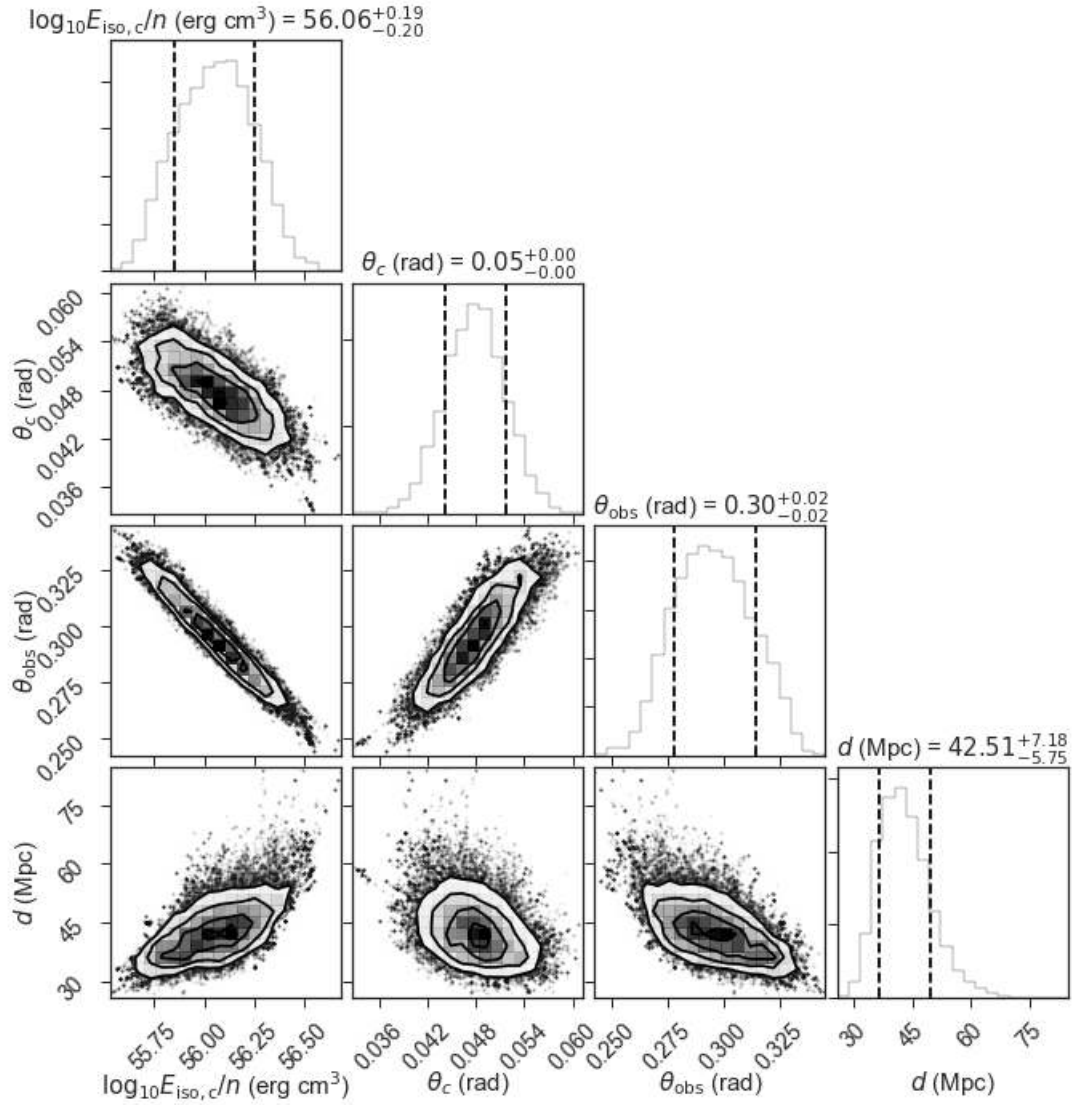 log₁₀E_iso,c/n (erg cm³) = 56.06^{+0.19}_{−0.20}
θ_c (rad) = 0.05^{+0.00}_{−0.00}
0.060
0.054
0.048
0.042
0.036
θ_c (rad)
θ_obs (rad) = 0.30^{+0.02}_{−0.02}
0.325
0.300
0.275
0.250
θ_obs (rad)
d (Mpc) = 42.51^{+7.18}_{−5.75}
75
60
45
30
d (Mpc)
55.75 56.00 56.25 56.50
0.036 0.042 0.048 0.054 0.060
0.250 0.275 0.300 0.325
30 45 60 75
log₁₀E_iso,c/n (erg cm³)
θ_c (rad)
θ_obs (rad)
d (Mpc)